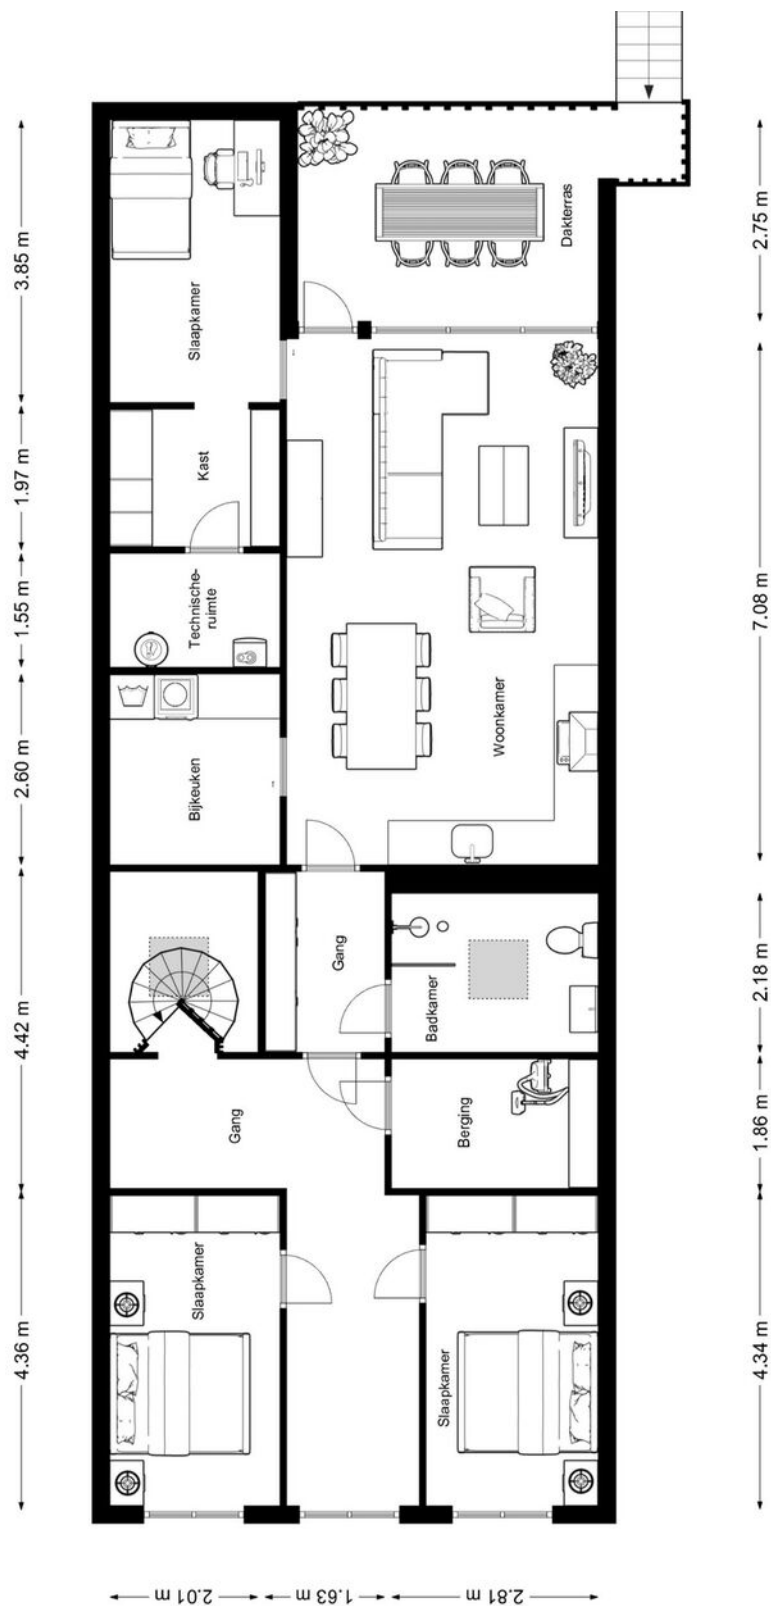 Dakterras
Slaapkamer
Kast
Technische-
ruimte
Woonkamer
Bijkeuken
Gang
Badkamer
Gang
Berging
Slaapkamer
Slaapkamer
3.85 m
1.97 m
1.55 m
2.60 m
4.42 m
4.36 m
2.75 m
7.08 m
2.18 m
1.86 m
4.34 m
2.01 m
1.63 m
2.81 m